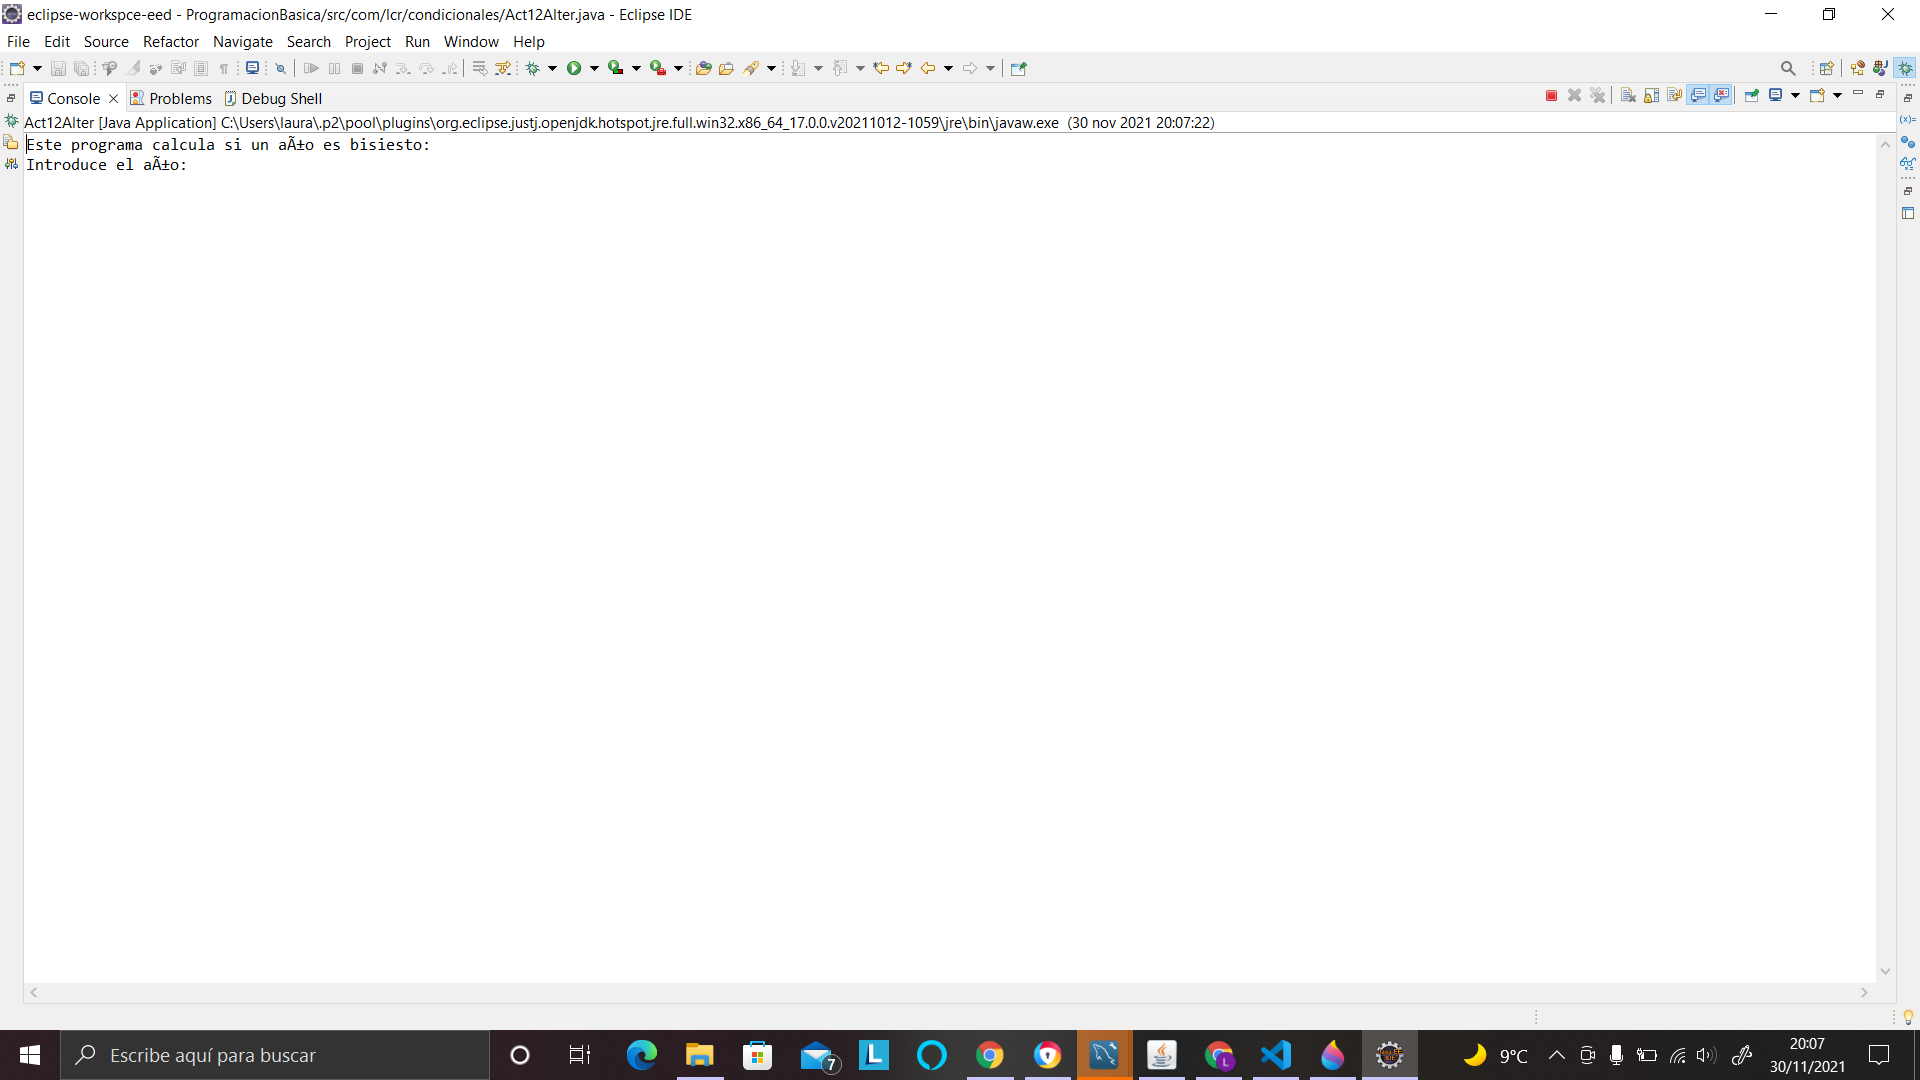 eclipse-workspce-eed - ProgramacionBasica/src/com/lcr/condicionales/Act12Alter.java - Eclipse IDE
File Edit Source Refactor Navigate Search Project Run Window Help
Console Problems Debug Shell
Act12Alter [Java Application] C:\Users\laura\.p2\pool\plugins\org.eclipse.justj.openjdk.hotspot.jre.full.win32.x86_64_17.0.0.v20211012-1059\jre\bin\javaw.exe (30 nov 2021 20:07:22)
Este programa calcula si un aÃ±o es bisiesto:
Introduce el aÃ±o:
Escribe aquí para buscar
7
L
L
9°C
20:07
30/11/2021